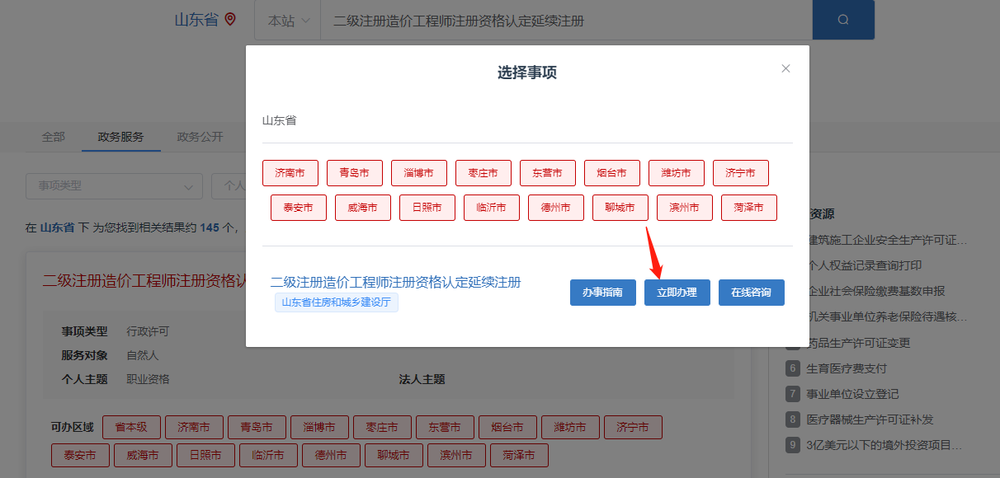 山东省
本站
二级注册造价工程师注册资格认定延续注册
选择事项
山东省
济南市 青岛市 淄博市 枣庄市 东营市 烟台市 潍坊市 济宁市
泰安市 威海市 日照市 临沂市 德州市 聊城市 滨州市 菏泽市
二级注册造价工程师注册资格认定延续注册
山东省住房和城乡建设厅
办事指南 立即办理 在线咨询
全部 政务服务 政务公开
事项类型 个人
在 山东省 下 为您找到相关结果约 145 个，
二级注册造价工程师注册资格认
事项类型 行政许可
服务对象 自然人
个人主题 职业资格 法人主题
可办区域 省本级 济南市 青岛市 淄博市 枣庄市 东营市 烟台市 潍坊市 济宁市
泰安市 威海市 日照市 临沂市 德州市 聊城市 滨州市 菏泽市
资源
建筑施工企业安全生产许可证…
个人权益记录查询打印
企业社会保险缴费基数申报
机关事业单位养老保险待遇核…
药品生产许可证变更
6 生育医疗费支付
7 事业单位设立登记
8 医疗器械生产许可证补发
9 3亿美元以下的境外投资项目…